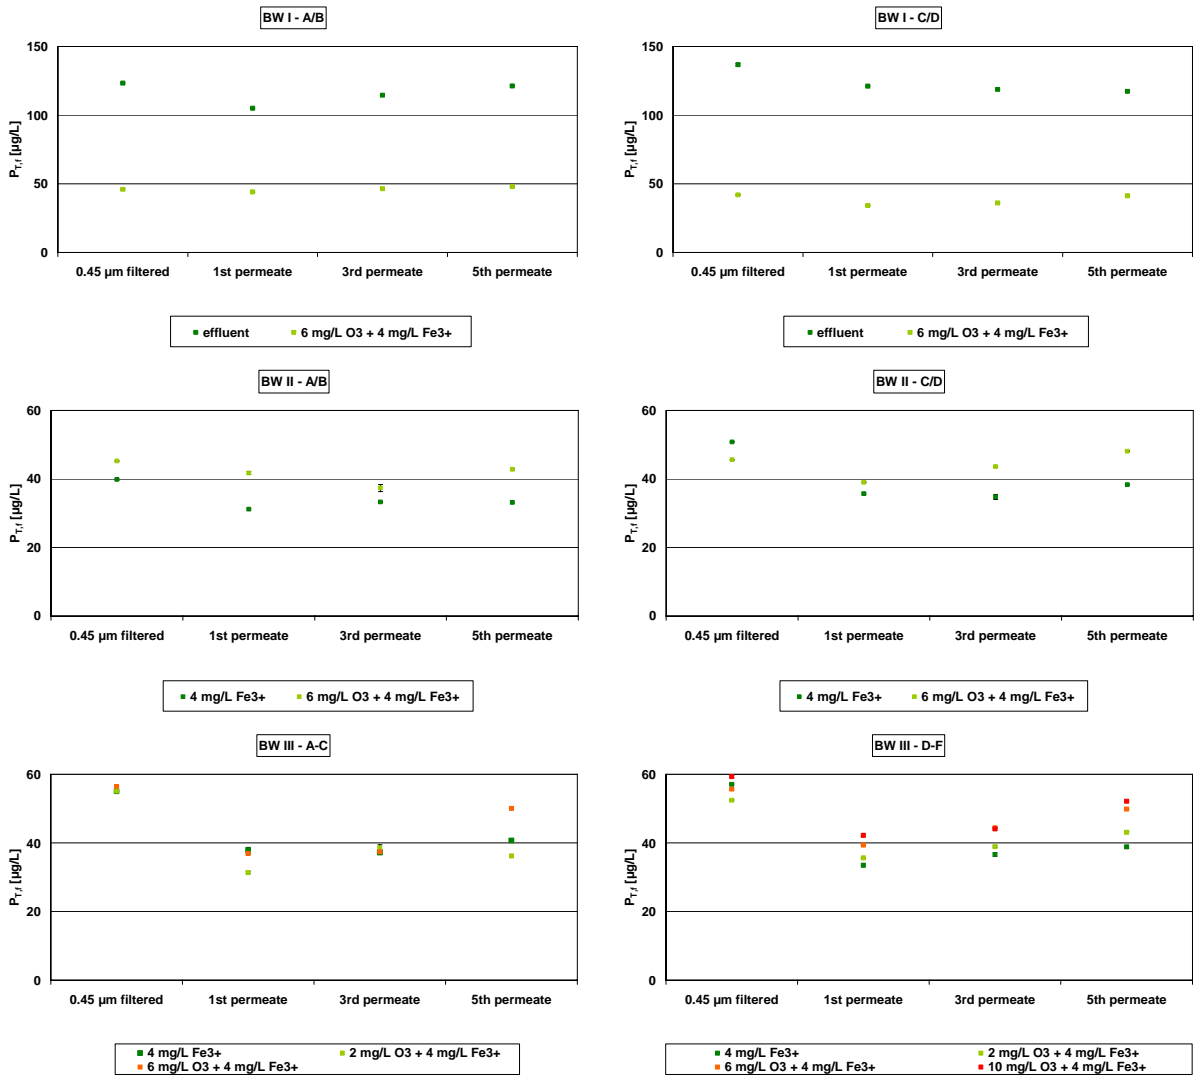 BW I - A/B
P_T,f [µg/L]
150
100
50
0
0.45 µm filtered 1st permeate 3rd permeate 5th permeate
effluent 6 mg/L O3 + 4 mg/L Fe3+
BW I - C/D
P_T,f [µg/L]
150
100
50
0
0.45 µm filtered 1st permeate 3rd permeate 5th permeate
effluent 6 mg/L O3 + 4 mg/L Fe3+
BW II - A/B
P_T,f [µg/L]
60
40
20
0
0.45 µm filtered 1st permeate 3rd permeate 5th permeate
4 mg/L Fe3+ 6 mg/L O3 + 4 mg/L Fe3+
BW II - C/D
P_T,f [µg/L]
60
40
20
0
0.45 µm filtered 1st permeate 3rd permeate 5th permeate
4 mg/L Fe3+ 6 mg/L O3 + 4 mg/L Fe3+
BW III - A-C
P_T,f [µg/L]
60
40
20
0
0.45 µm filtered 1st permeate 3rd permeate 5th permeate
4 mg/L Fe3+ 2 mg/L O3 + 4 mg/L Fe3+
6 mg/L O3 + 4 mg/L Fe3+
BW III - D-F
P_T,f [µg/L]
60
40
20
0
0.45 µm filtered 1st permeate 3rd permeate 5th permeate
4 mg/L Fe3+ 2 mg/L O3 + 4 mg/L Fe3+
6 mg/L O3 + 4 mg/L Fe3+ 10 mg/L O3 + 4 mg/L Fe3+